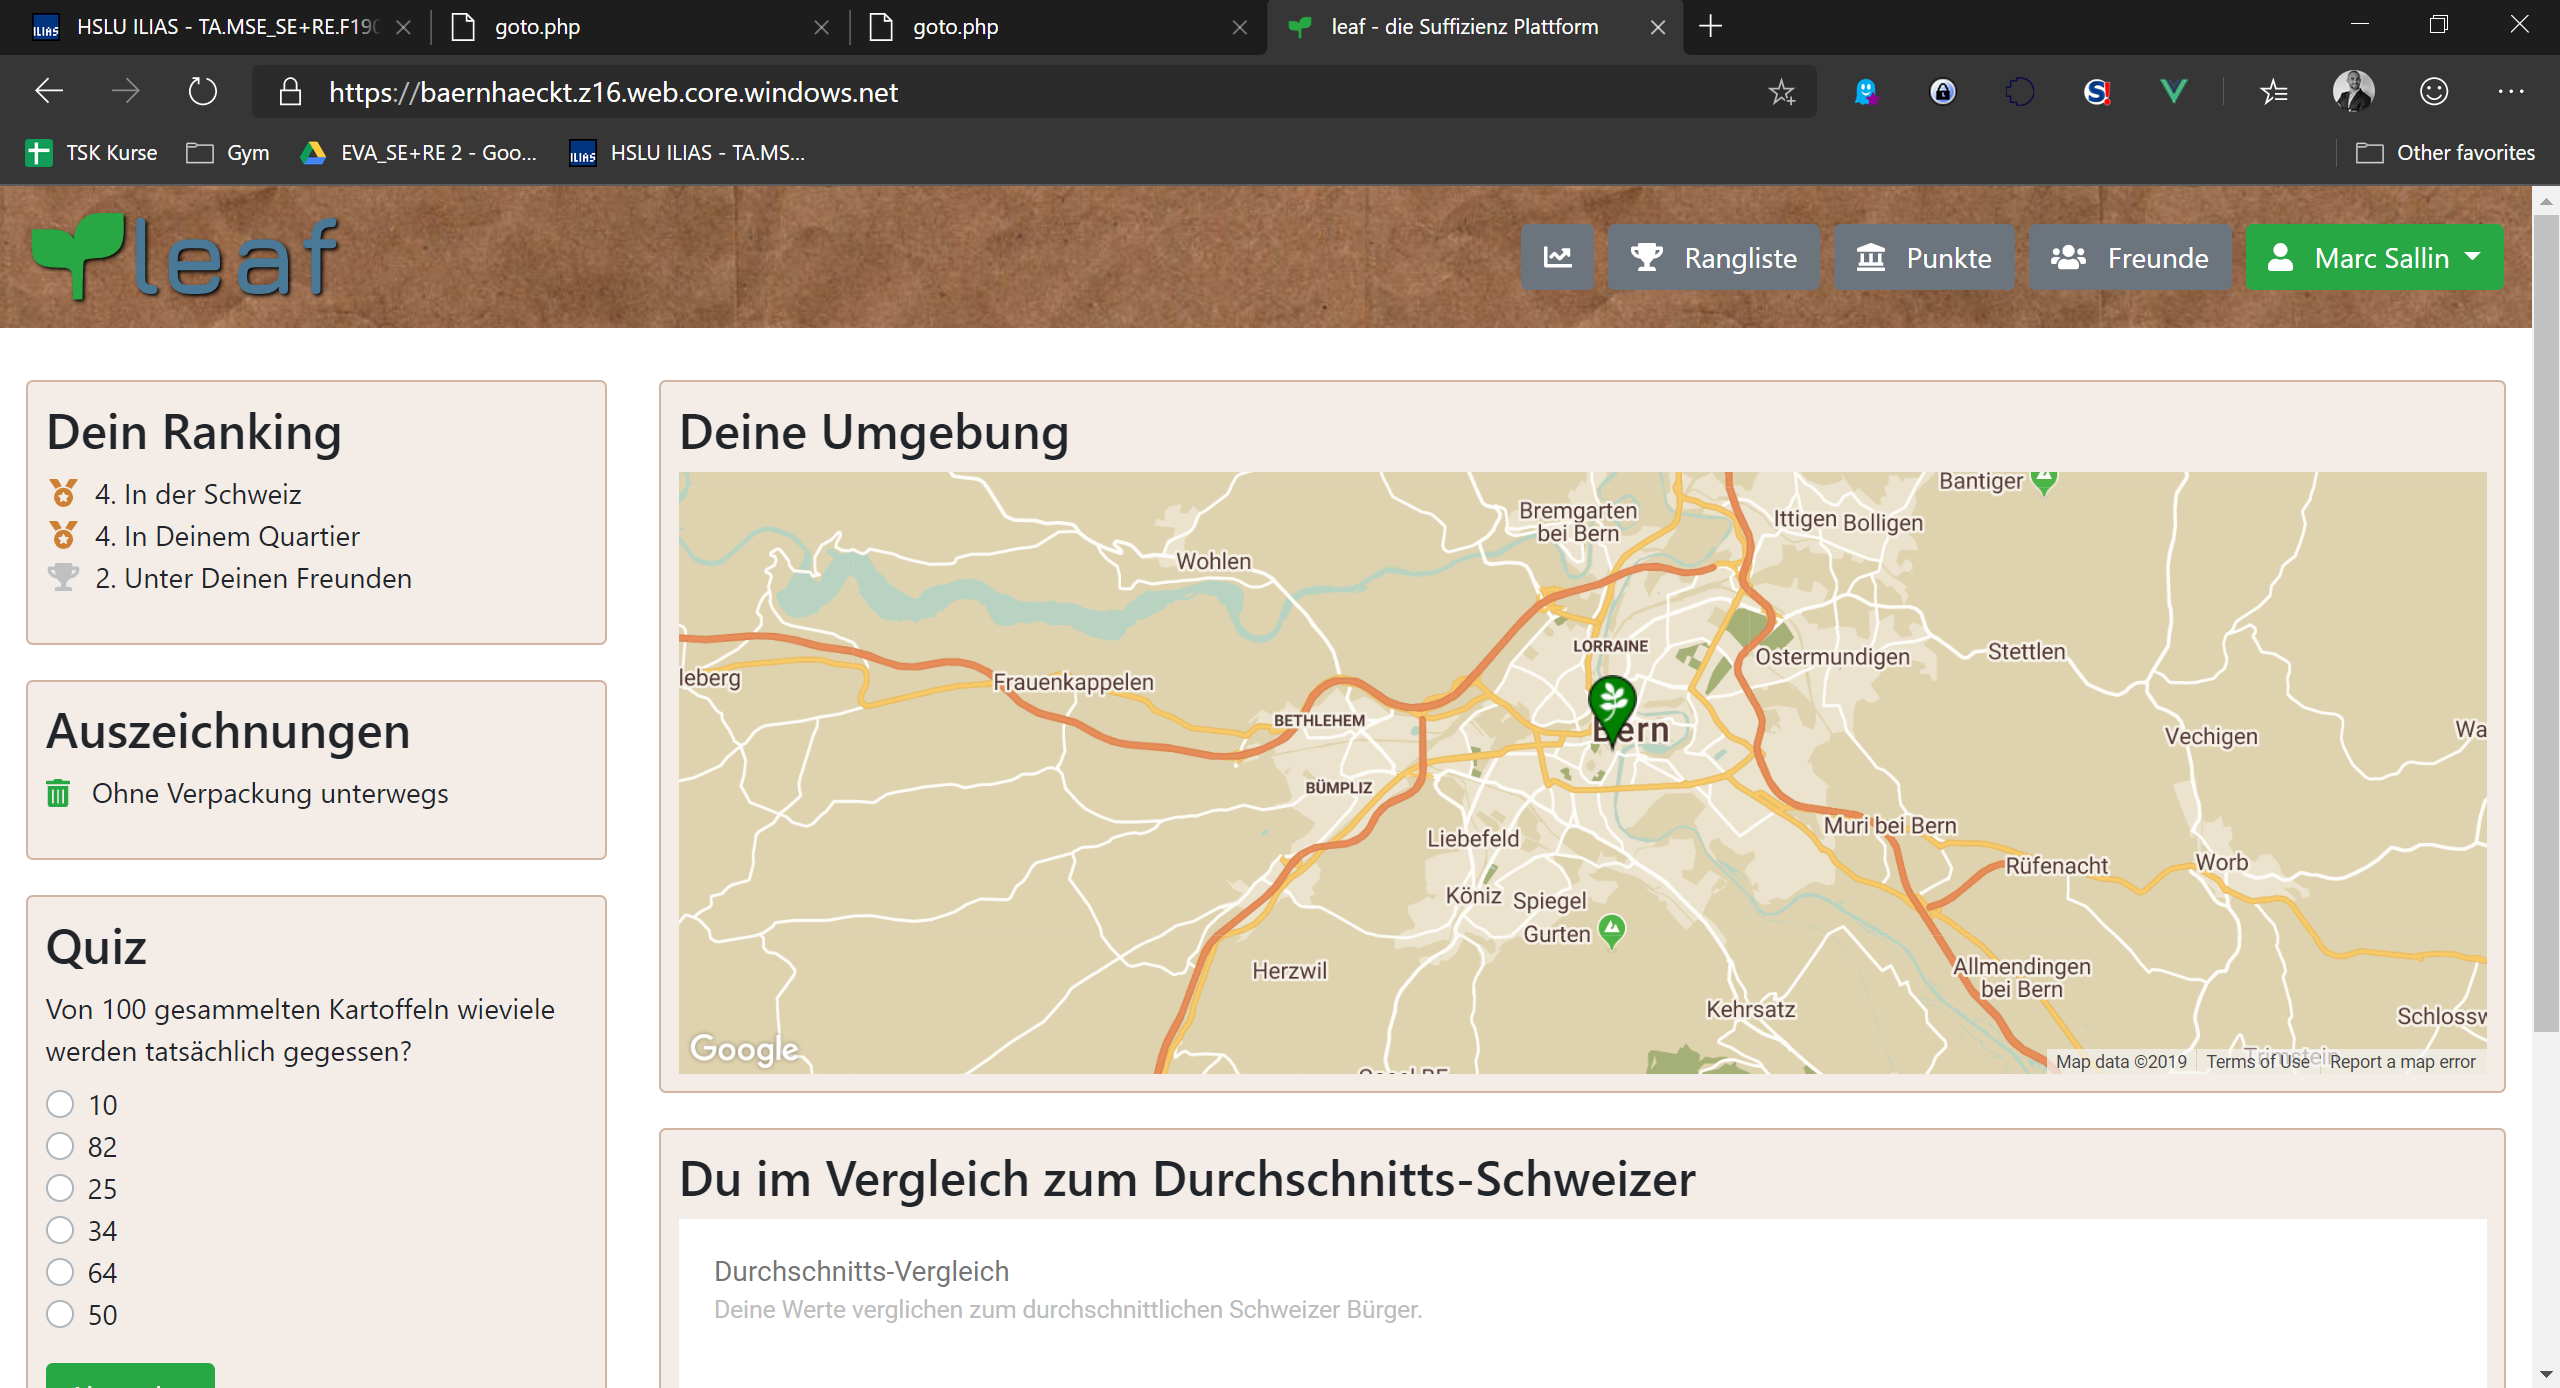 HSLU ILIAS - TA.MSE_SE+RE.F19
goto.php
goto.php
leaf - die Suffizienz Plattform
https://baernhaeckt.z16.web.core.windows.net
TSK Kurse
Gym
EVA_SE+RE 2 - Goo...
HSLU ILIAS - TA.MS...
Other favorites
leaf
Rangliste
Punkte
Freunde
Marc Sallin
Dein Ranking
4. In der Schweiz
4. In Deinem Quartier
2. Unter Deinen Freunden
Auszeichnungen
Ohne Verpackung unterwegs
Quiz
Von 100 gesammelten Kartoffeln wieviele
werden tatsächlich gegessen?
10
82
25
34
64
50
Deine Umgebung
Bantiger
Bremgarten
bei Bern
Ittigen
Bolligen
Wohlen
LORRAINE
Ostermundigen
Stettlen
leberg
Frauenkappelen
BETHLEHEM
Bern
Vechigen
Wa
BÜMPLIZ
Liebefeld
Muri bei Bern
Rüfenacht
Worb
Köniz
Spiegel
Gurten
Herzwil
Allmendingen
bei Bern
Kehrsatz
Schlossw
Google
Trimstein
Map data ©2019
Terms of Use
Report a map error
Du im Vergleich zum Durchschnitts-Schweizer
Durchschnitts-Vergleich
Deine Werte verglichen zum durchschnittlichen Schweizer Bürger.